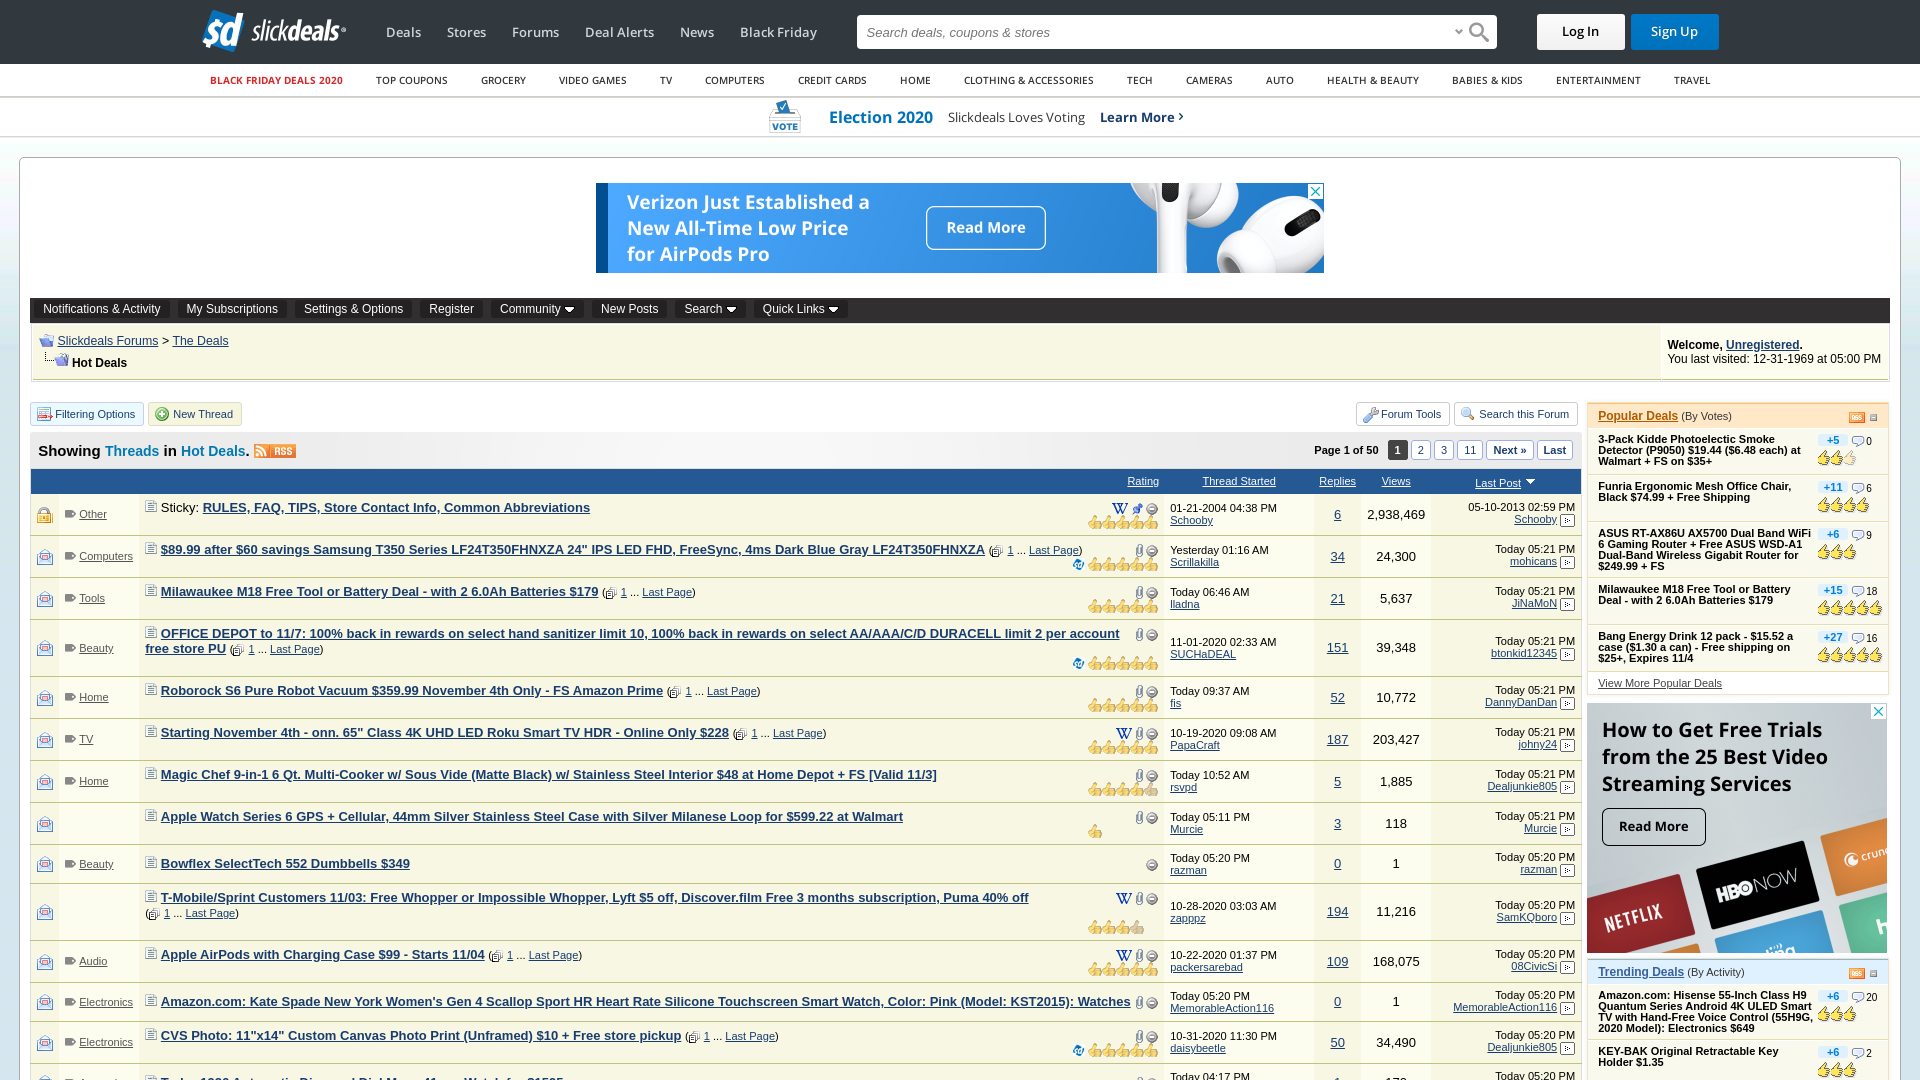 sd slickdeals
Deals
Stores
Forums
Deal Alerts
News
Black Friday
Search deals, coupons & stores
Log In
Sign Up
BLACK FRIDAY DEALS 2020
TOP COUPONS
GROCERY
VIDEO GAMES
TV
COMPUTERS
CREDIT CARDS
HOME
CLOTHING & ACCESSORIES
TECH
CAMERAS
AUTO
HEALTH & BEAUTY
BABIES & KIDS
ENTERTAINMENT
TRAVEL
VOTE
Election 2020 Slickdeals Loves Voting Learn More ›
Verizon Just Established a
New All-Time Low Price
for AirPods Pro
Read More
Notifications & Activity
My Subscriptions
Settings & Options
Register
Community
New Posts
Search
Quick Links
Slickdeals Forums > The Deals
Hot Deals
Welcome, Unregistered.
You last visited: 12-31-1969 at 05:00 PM
Filtering Options
New Thread
Forum Tools
Search this Forum
Showing Threads in Hot Deals. RSS
Page 1 of 50 1 2 3 11 Next » Last
Rating Thread Started Replies Views Last Post
Other
Sticky: RULES, FAQ, TIPS, Store Contact Info, Common Abbreviations
01-21-2004 04:38 PM
Schooby
6
2,938,469
05-10-2013 02:59 PM
Schooby
Computers
$89.99 after $60 savings Samsung T350 Series LF24T350FHNXZA 24" IPS LED FHD, FreeSync, 4ms Dark Blue Gray LF24T350FHNXZA ( 1 ... Last Page)
Yesterday 01:16 AM
Scrillakilla
34
24,300
Today 05:21 PM
mohicans
Tools
Milawaukee M18 Free Tool or Battery Deal - with 2 6.0Ah Batteries $179 ( 1 ... Last Page)
Today 06:46 AM
lladna
21
5,637
Today 05:21 PM
JiNaMoN
Beauty
OFFICE DEPOT to 11/7: 100% back in rewards on select hand sanitizer limit 10, 100% back in rewards on select AA/AAA/C/D DURACELL limit 2 per account
free store PU ( 1 ... Last Page)
11-01-2020 02:33 AM
SUCHaDEAL
151
39,348
Today 05:21 PM
btonkid12345
Home
Roborock S6 Pure Robot Vacuum $359.99 November 4th Only - FS Amazon Prime ( 1 ... Last Page)
Today 09:37 AM
fis
52
10,772
Today 05:21 PM
DannyDanDan
TV
Starting November 4th - onn. 65" Class 4K UHD LED Roku Smart TV HDR - Online Only $228 ( 1 ... Last Page)
10-19-2020 09:08 AM
PapaCraft
187
203,427
Today 05:21 PM
johny24
Home
Magic Chef 9-in-1 6 Qt. Multi-Cooker w/ Sous Vide (Matte Black) w/ Stainless Steel Interior $48 at Home Depot + FS [Valid 11/3]
Today 10:52 AM
rsvpd
5
1,885
Today 05:21 PM
Dealjunkie805
Apple Watch Series 6 GPS + Cellular, 44mm Silver Stainless Steel Case with Silver Milanese Loop for $599.22 at Walmart
Today 05:11 PM
Murcie
3
118
Today 05:21 PM
Murcie
Beauty
Bowflex SelectTech 552 Dumbbells $349
Today 05:20 PM
razman
0
1
Today 05:20 PM
razman
T-Mobile/Sprint Customers 11/03: Free Whopper or Impossible Whopper, Lyft $5 off, Discover.film Free 3 months subscription, Puma 40% off
( 1 ... Last Page)
10-28-2020 03:03 AM
zapppz
194
11,216
Today 05:20 PM
SamKQboro
Audio
Apple AirPods with Charging Case $99 - Starts 11/04 ( 1 ... Last Page)
10-22-2020 01:37 PM
packersarebad
109
168,075
Today 05:20 PM
08CivicSi
Electronics
Amazon.com: Kate Spade New York Women's Gen 4 Scallop Sport HR Heart Rate Silicone Touchscreen Smart Watch, Color: Pink (Model: KST2015): Watches
Today 05:20 PM
MemorableAction116
0
1
Today 05:20 PM
MemorableAction116
Electronics
CVS Photo: 11"x14" Custom Canvas Photo Print (Unframed) $10 + Free store pickup ( 1 ... Last Page)
10-31-2020 11:30 PM
daisybeetle
50
34,490
Today 05:20 PM
Dealjunkie805
Today 04:17 PM
Today 05:20 PM
Popular Deals (By Votes)
3-Pack Kidde Photoelectic Smoke
Detector (P9050) $19.44 ($6.48 each) at
Walmart + FS on $35+
+5 0
Funria Ergonomic Mesh Office Chair,
Black $74.99 + Free Shipping
+11 6
ASUS RT-AX86U AX5700 Dual Band WiFi
6 Gaming Router + Free ASUS WSD-A1
Dual-Band Wireless Gigabit Router for
$249.99 + FS
+6 9
Milawaukee M18 Free Tool or Battery
Deal - with 2 6.0Ah Batteries $179
+15 18
Bang Energy Drink 12 pack - $15.52 a
case ($1.30 a can) - Free shipping on
$25+, Expires 11/4
+27 16
View More Popular Deals
How to Get Free Trials
from the 25 Best Video
Streaming Services
Read More
NETFLIX
HBO NOW
crunc
Trending Deals (By Activity)
Amazon.com: Hisense 55-Inch Class H9
Quantum Series Android 4K ULED Smart
TV with Hand-Free Voice Control (55H9G,
2020 Model): Electronics $649
+6 20
KEY-BAK Original Retractable Key
Holder $1.35
+6 2